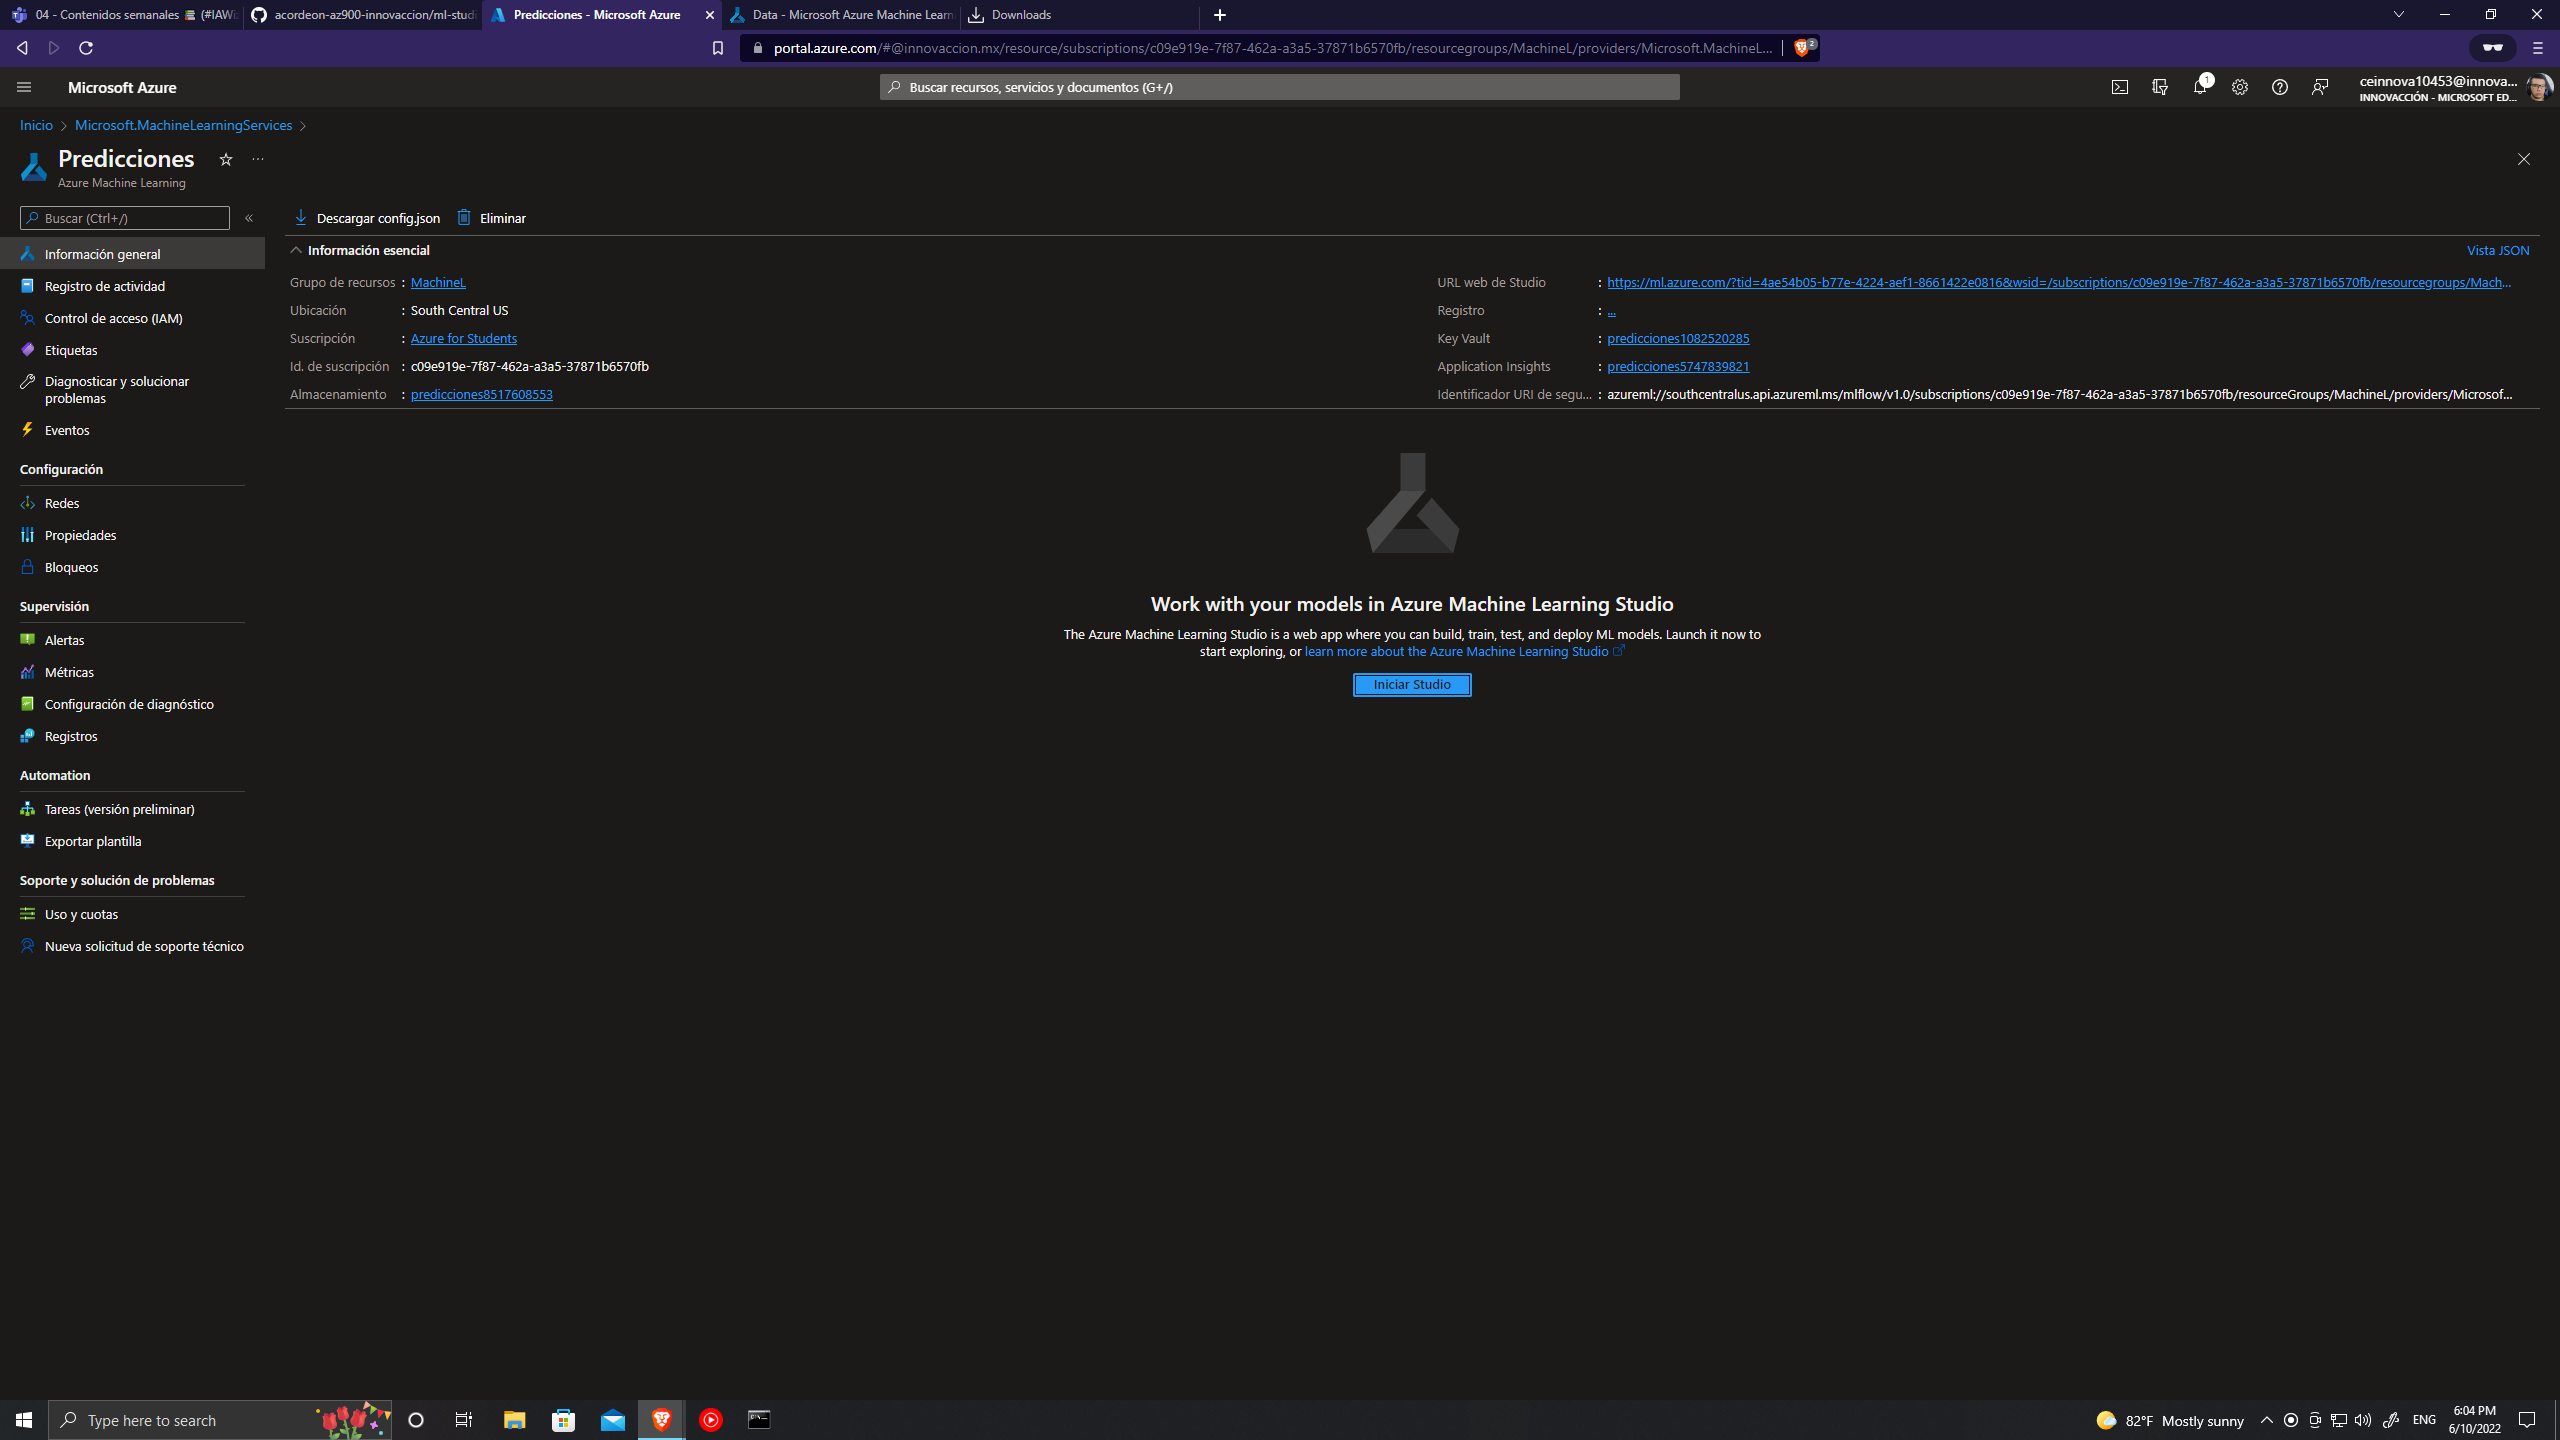 04 - Contenidos semanales (#IAWi
acordeon-az900-innovaccion/ml-studi
Predicciones - Microsoft Azure
Data - Microsoft Azure Machine Learn
Downloads
portal.azure.com/#@innovaccion.mx/resource/subscriptions/c09e919e-7f87-462a-a3a5-37871b6570fb/resourcegroups/MachineL/providers/Microsoft.MachineL...
2
Microsoft Azure
Buscar recursos, servicios y documentos (G+/)
1
ceinnova10453@innova...
INNOVACCIÓN - MICROSOFT ED...
Inicio > Microsoft.MachineLearningServices >
Predicciones
Azure Machine Learning
Buscar (Ctrl+/)
Información general
Registro de actividad
Control de acceso (IAM)
Etiquetas
Diagnosticar y solucionar
problemas
Eventos
Configuración
Redes
Propiedades
Bloqueos
Supervisión
Alertas
Métricas
Configuración de diagnóstico
Registros
Automation
Tareas (versión preliminar)
Exportar plantilla
Soporte y solución de problemas
Uso y cuotas
Nueva solicitud de soporte técnico
Descargar config.json
Eliminar
Información esencial
Vista JSON
Grupo de recursos : MachineL
Ubicación : South Central US
Suscripción : Azure for Students
Id. de suscripción : c09e919e-7f87-462a-a3a5-37871b6570fb
Almacenamiento : predicciones8517608553
URL web de Studio : https://ml.azure.com/?tid=4ae54b05-b77e-4224-aef1-8661422e0816&wsid=/subscriptions/c09e919e-7f87-462a-a3a5-37871b6570fb/resourcegroups/Mach...
Registro : ...
Key Vault : predicciones1082520285
Application Insights : predicciones5747839821
Identificador URI de segu... : azureml://southcentralus.api.azureml.ms/mlflow/v1.0/subscriptions/c09e919e-7f87-462a-a3a5-37871b6570fb/resourceGroups/MachineL/providers/Microsof...
Work with your models in Azure Machine Learning Studio
The Azure Machine Learning Studio is a web app where you can build, train, test, and deploy ML models. Launch it now to
start exploring, or learn more about the Azure Machine Learning Studio
Iniciar Studio
Type here to search
82°F Mostly sunny
ENG
6:04 PM
6/10/2022